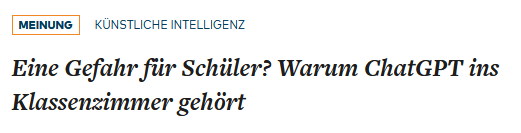 MEINUNG KÜNSTLICHE INTELLIGENZ
Eine Gefahr für Schüler? Warum ChatGPT ins
Klassenzimmer gehört